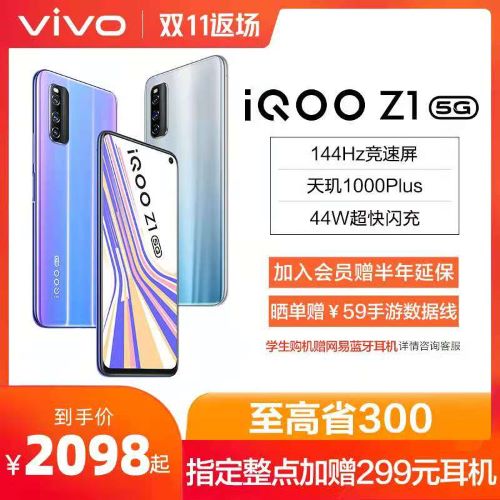 vivo 双11返场
iQOO Z1 5G
144Hz竞速屏
天玑1000Plus
44W超快闪充
加入会员赠半年延保
晒单赠￥59手游数据线
学生购机赠网易蓝牙耳机详情咨询客服
iQOO Z1 5G
vivo 5G
到手价
￥2098起
至高省300
指定整点加赠299元耳机